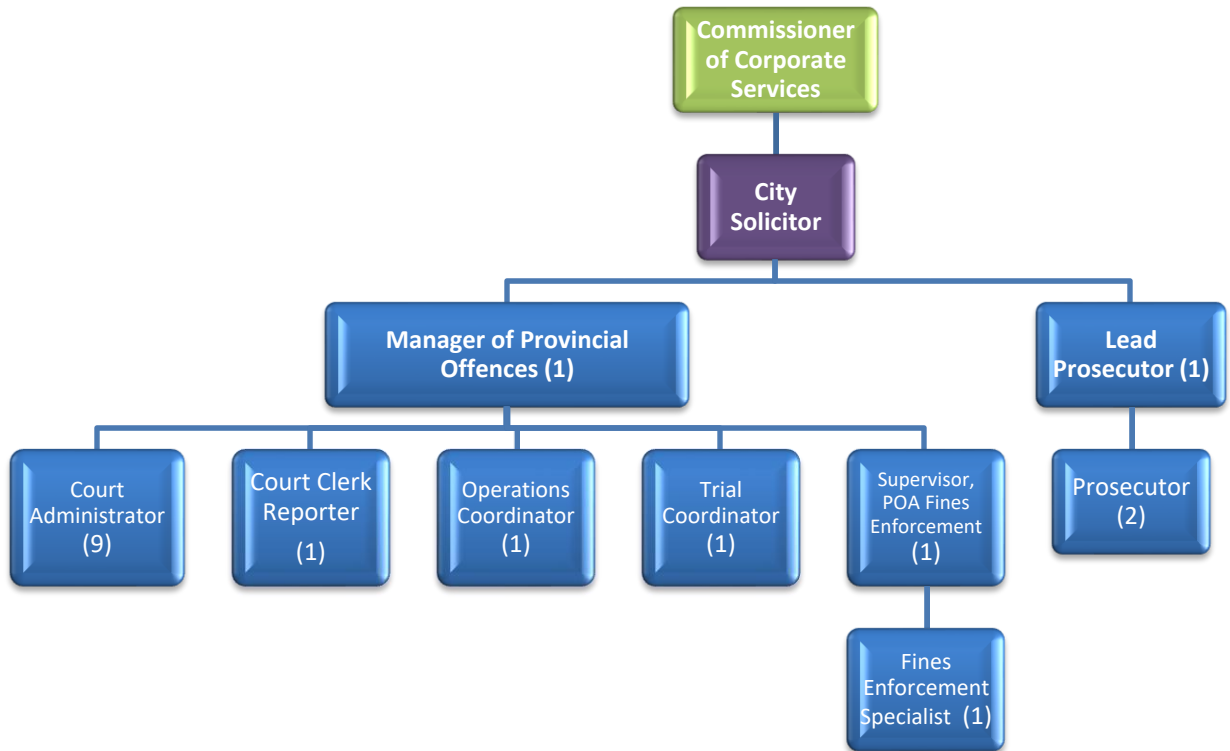 Commissioner
of Corporate
Services
City
Solicitor
Manager of Provincial
Offences (1)
Lead
Prosecutor (1)
Court
Administrator
(9)
Court Clerk
Reporter
(1)
Operations
Coordinator
(1)
Trial
Coordinator
(1)
Supervisor,
POA Fines
Enforcement
(1)
Prosecutor
(2)
Fines
Enforcement
Specialist (1)